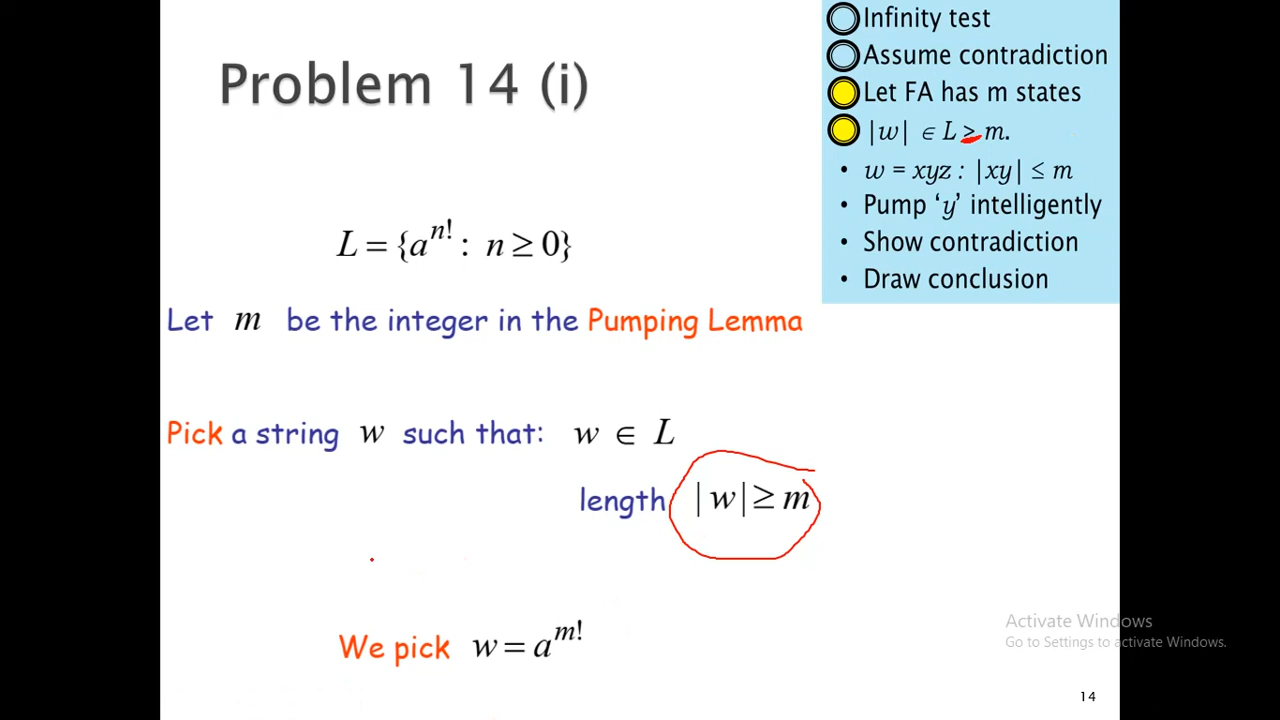 Problem 14 (i)
Infinity test
Assume contradiction
Let FA has m states
|w| ∈ L ≥ m.
• w = xyz : |xy| ≤ m
• Pump ‘y’ intelligently
• Show contradiction
• Draw conclusion
L = {a^{n!} : n ≥ 0}
Let m be the integer in the Pumping Lemma
Pick a string w such that: w ∈ L
length |w| ≥ m
We pick w = a^{m!}
Activate Windows
Go to Settings to activate Windows.
14